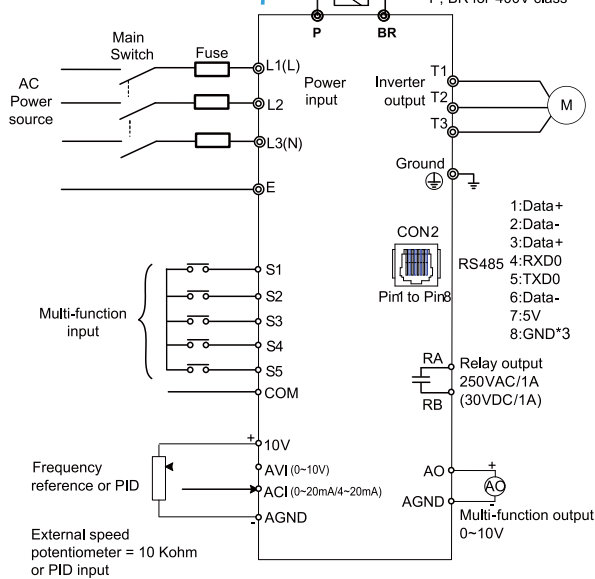 P, BR for 400V class
P
BR
Main
Switch
Fuse
AC
Power
source
L1(L)
L2
L3(N)
E
Power
input
Inverter
output
T1
T2
T3
M
Ground
CON2
Pin1 to Pin8
RS485
1:Data+
2:Data-
3:Data+
4:RXD0
5:TXD0
6:Data-
7:5V
8:GND*3
Multi-function
input
S1
S2
S3
S4
S5
COM
RA
RB
Relay output
250VAC/1A
(30VDC/1A)
Frequency
reference or PID
+
10V
AVI (0~10V)
ACI (0~20mA/4~20mA)
-
AGND
External speed
potentiometer = 10 Kohm
or PID input
AO
AGND
+
AO
-
Multi-function output
0~10V